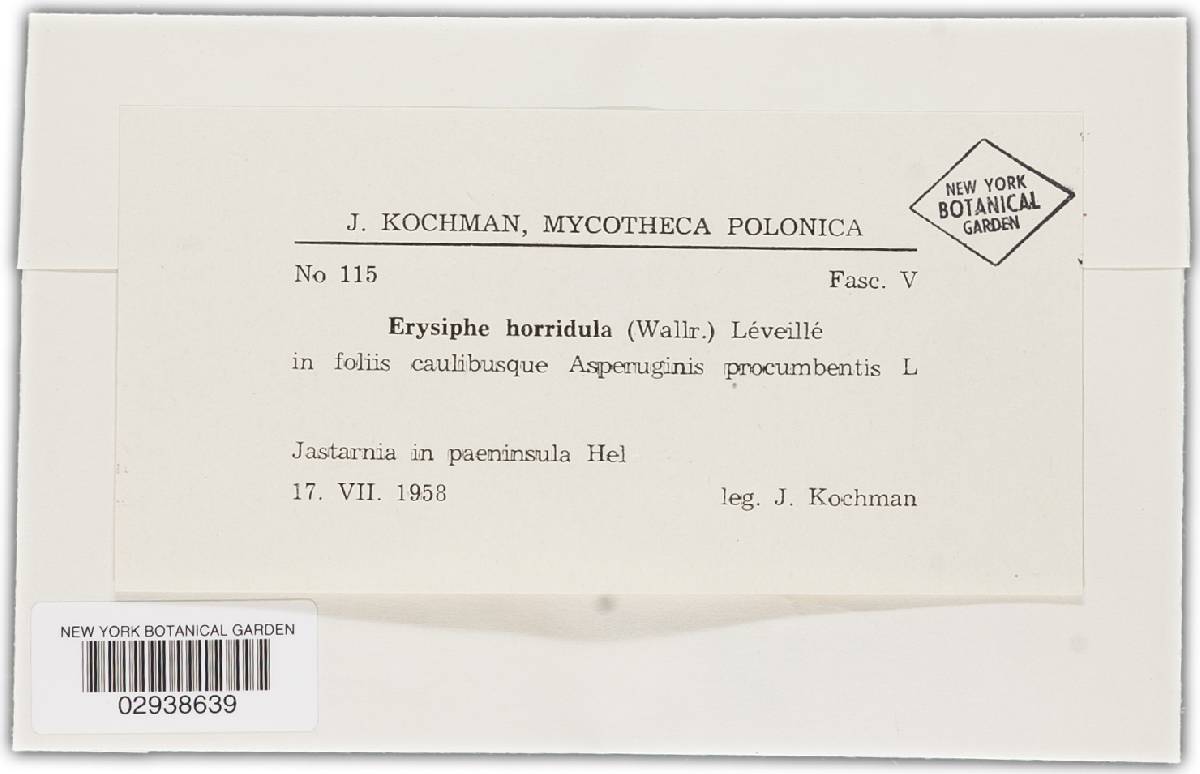 NEW YORK
BOTANICAL
GARDEN
J. KOCHMAN, MYCOTHECA POLONICA
No 115 Fasc. V
Erysiphe horridula (Wallr.) Léveillé
in foliis caulibusque Asperuginis procumbentis L
Jastarnia in paeninsula Hel
17. VII. 1958 leg. J. Kochman
NEW YORK BOTANICAL GARDEN
02938639